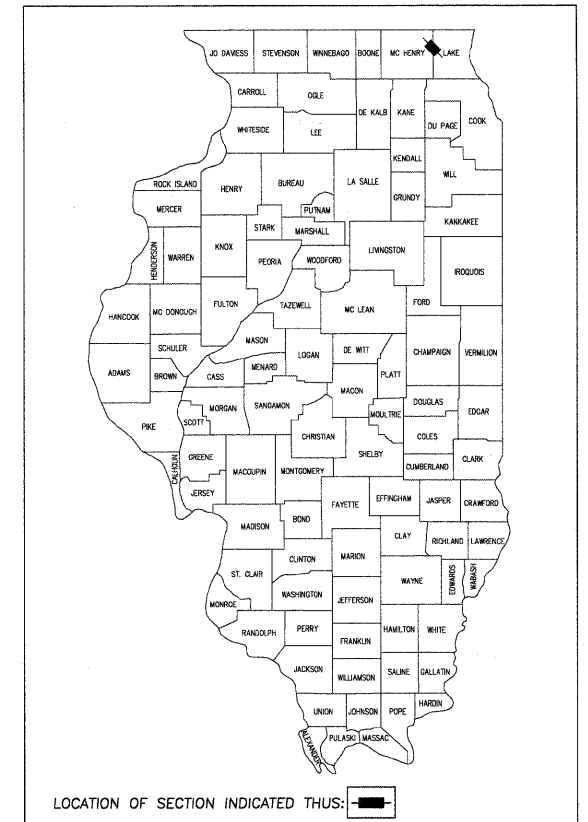 JO DAVIESS STEVENSON WINNEBAGO BOONE MC HENRY LAKE
CARROLL OGLE
DE KALB KANE COOK
DU PAGE
WHITESIDE LEE
KENDALL
WILL
ROCK ISLAND HENRY BUREAU LA SALLE GRUNDY
MERCER PUTNAM
KANKAKEE
STARK MARSHALL
HENDERSON WARREN KNOX PEORIA WOODFORD LIVINGSTON
IROQUOIS
HANCOOK MC DONOUGH FULTON TAZEWELL MC LEAN FORD
MASON
SCHULER LOGAN DE WITT CHAMPAIGN VERMILION
ADAMS BROWN CASS MENARD PLATT
MACON
PIKE SCOTT MORGAN SANGAMON MOULTRIE DOUGLAS EDGAR
CHRISTIAN COLES
CALHOUN GREENE MACOUPIN MONTGOMERY SHELBY CUMBERLAND CLARK
JERSEY FAYETTE EFFINGHAM JASPER CRAWFORD
MADISON BOND
CLAY RICHLAND LAWRENCE
CLINTON MARION
ST. CLAIR WAYNE EDWARDS WABASH
WASHINGTON JEFFERSON
MONROE
RANDOLPH PERRY FRANKLIN HAMILTON WHITE
JACKSON WILLIAMSON SALINE GALLATIN
UNION JOHNSON POPE HARDIN
ALEXANDER PULASKI MASSAC
LOCATION OF SECTION INDICATED THUS: